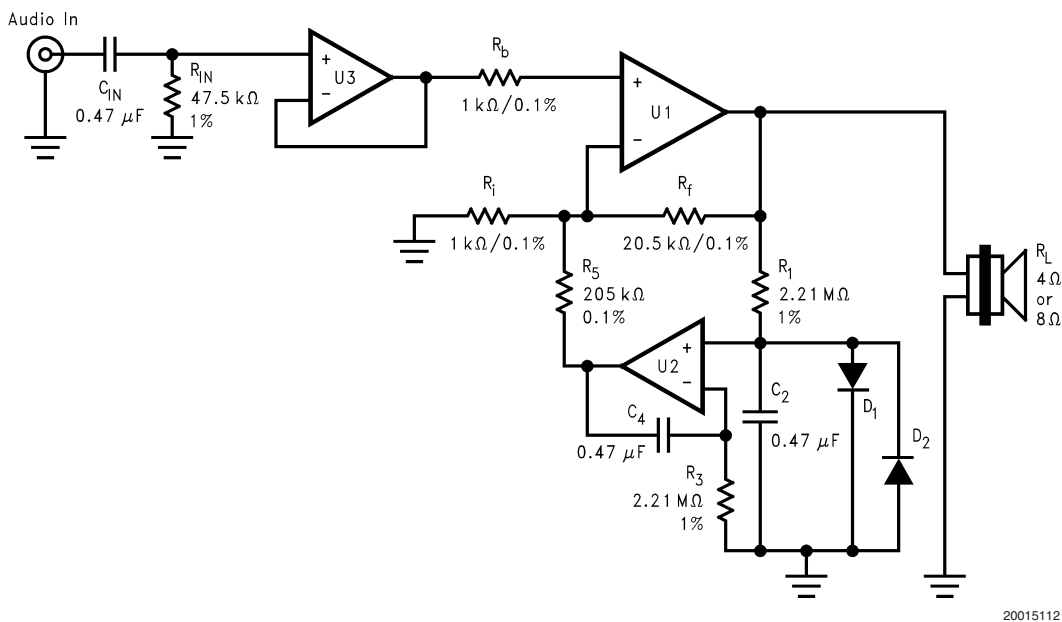 Audio In
C_IN
0.47 μF
R_IN
47.5 kΩ
1%
+
−
U3
R_b
1 kΩ/0.1%
+
−
U1
R_i
1 kΩ/0.1%
R_f
20.5 kΩ/0.1%
R_5
205 kΩ
0.1%
R_1
2.21 MΩ
1%
R_L
4Ω
or
8Ω
+
−
U2
C_4
0.47 μF
C_2
0.47 μF
D_1
D_2
R_3
2.21 MΩ
1%
20015112